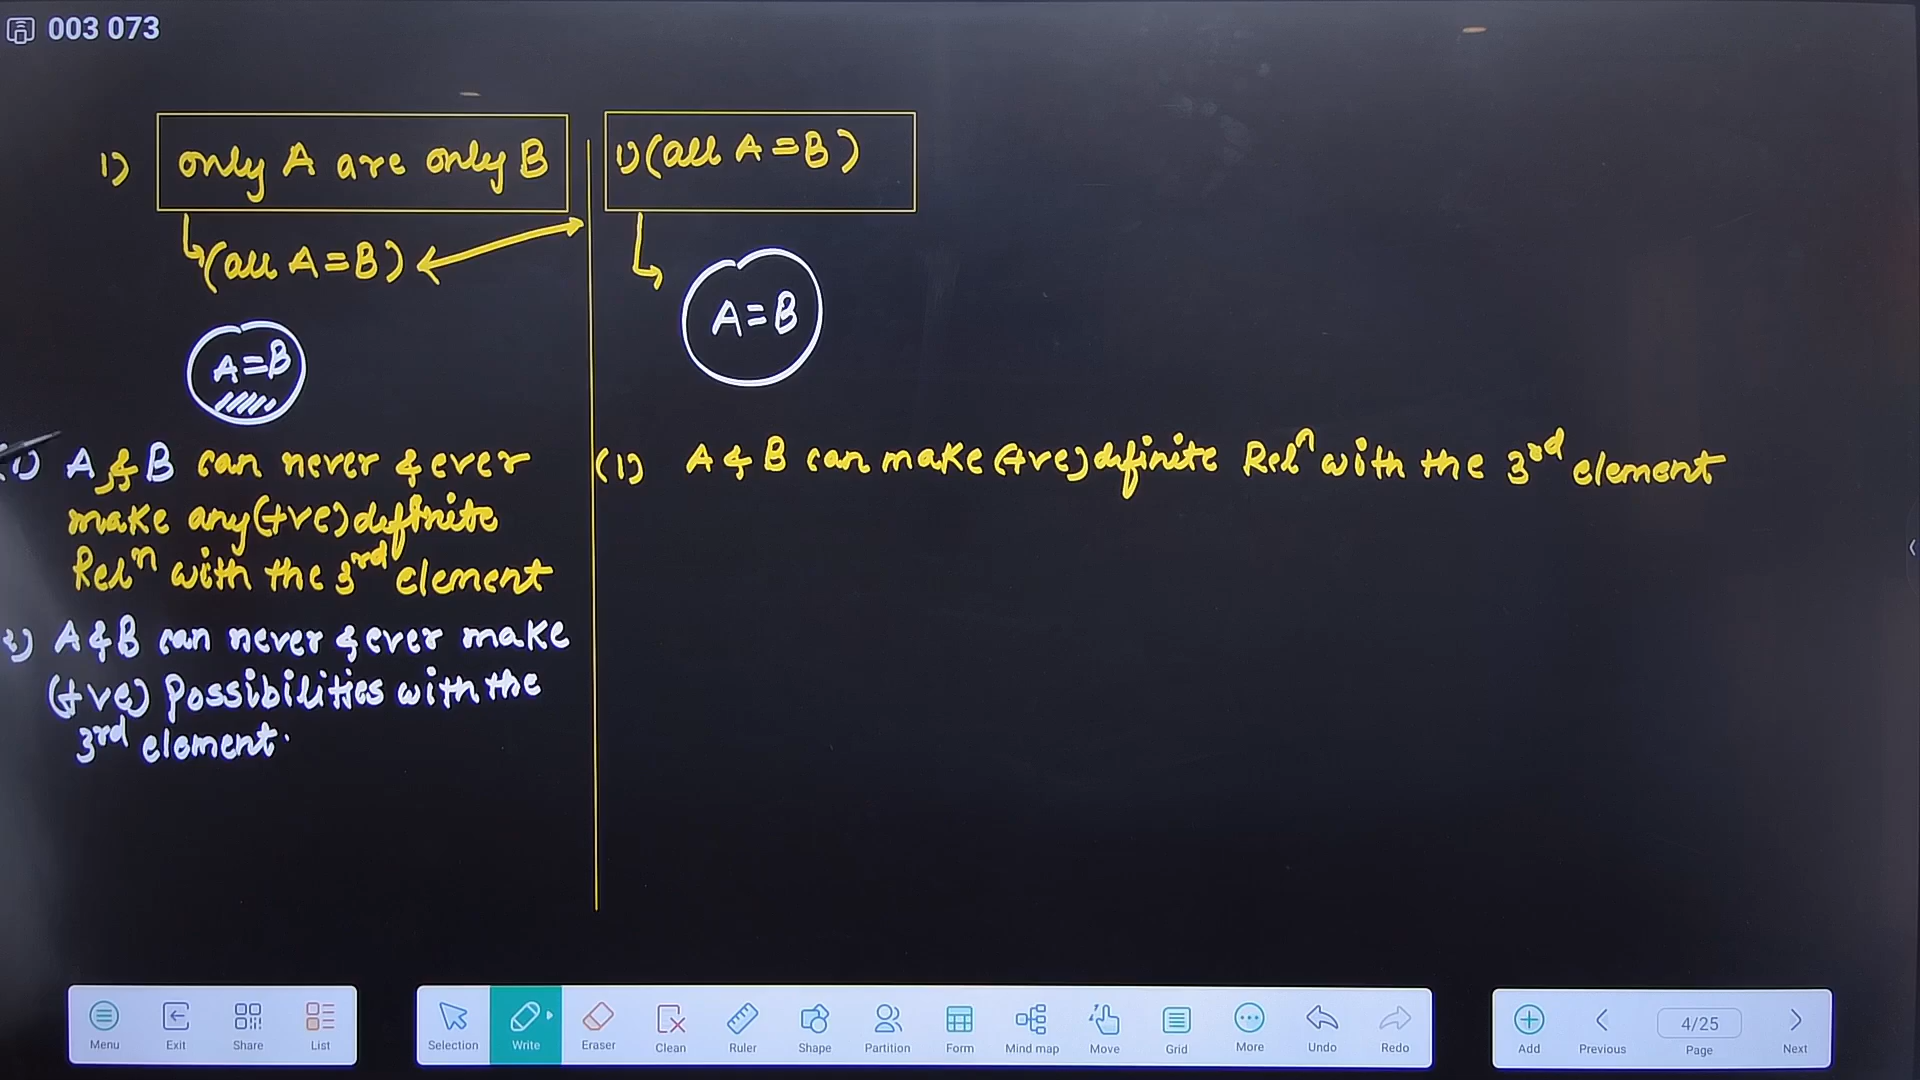 003 073
1) only A are only B
(all A = B)
A = B
(1) A & B can never & ever
make any (+ve) definite
Relⁿ with the 3rd element
2) A & B can never & ever make
(+ve) possibilities with the
3rd element.
1) (all A = B)
A = B
(1) A & B can make (+ve) definite Relⁿ with the 3rd element
Menu Exit Share List
Selection Write Eraser Clean Ruler Shape Partition Form Mind map Move Grid More Undo Redo
Add Previous 4/25 Page Next